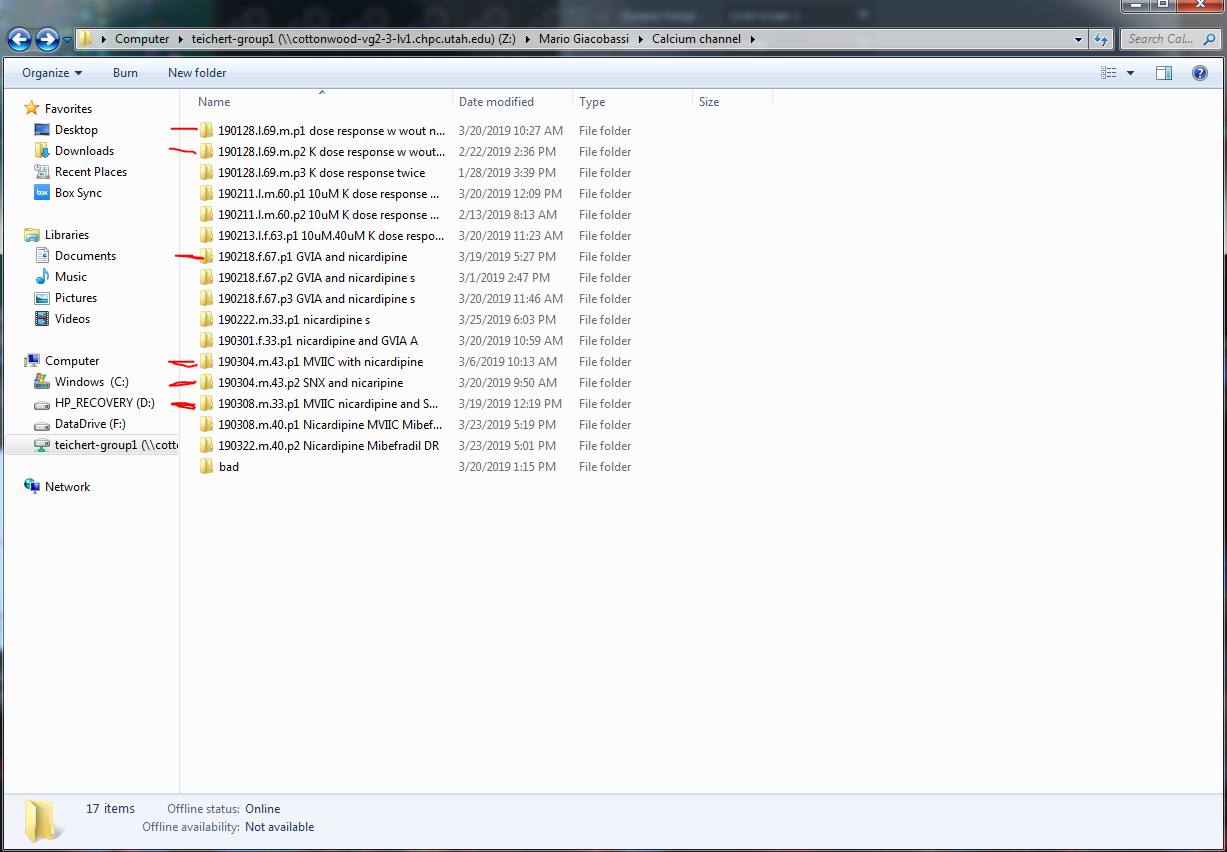 Computer ▸ teichert-group1 (\\cottonwood-vg2-3-lv1.chpc.utah.edu) (Z:) ▸ Mario Giacobassi ▸ Calcium channel ▸ Search Cal...
Organize Burn New folder
Name Date modified Type Size
Favorites
Desktop
Downloads
Recent Places
Box Sync
Libraries
Documents
Music
Pictures
Videos
Computer
Windows (C:)
HP_RECOVERY (D:)
DataDrive (F:)
teichert-group1 (\\cotto
Network
190128.l.69.m.p1 dose response w wout n... 3/20/2019 10:27 AM File folder
190128.l.69.m.p2 K dose response w wout... 2/22/2019 2:36 PM File folder
190128.l.69.m.p3 K dose response twice 1/28/2019 3:39 PM File folder
190211.l.m.60.p1 10uM K dose response ... 3/20/2019 12:09 PM File folder
190211.l.m.60.p2 10uM K dose response ... 2/13/2019 8:13 AM File folder
190213.l.f.63.p1 10uM.40uM K dose respo... 3/20/2019 11:23 AM File folder
190218.f.67.p1 GVIA and nicardipine 3/19/2019 5:27 PM File folder
190218.f.67.p2 GVIA and nicardipine s 3/1/2019 2:47 PM File folder
190218.f.67.p3 GVIA and nicardipine s 3/20/2019 11:46 AM File folder
190222.m.33.p1 nicardipine s 3/25/2019 6:03 PM File folder
190301.f.33.p1 nicardipine and GVIA A 3/20/2019 10:59 AM File folder
190304.m.43.p1 MVIIC with nicardipine 3/6/2019 10:13 AM File folder
190304.m.43.p2 SNX and nicaripine 3/20/2019 9:50 AM File folder
190308.m.33.p1 MVIIC nicardipine and S... 3/19/2019 12:19 PM File folder
190308.m.40.p1 Nicardipine MVIIC Mibef... 3/23/2019 5:19 PM File folder
190322.m.40.p2 Nicardipine Mibefradil DR 3/23/2019 5:01 PM File folder
bad 3/20/2019 1:15 PM File folder
17 items Offline status: Online
Offline availability: Not available